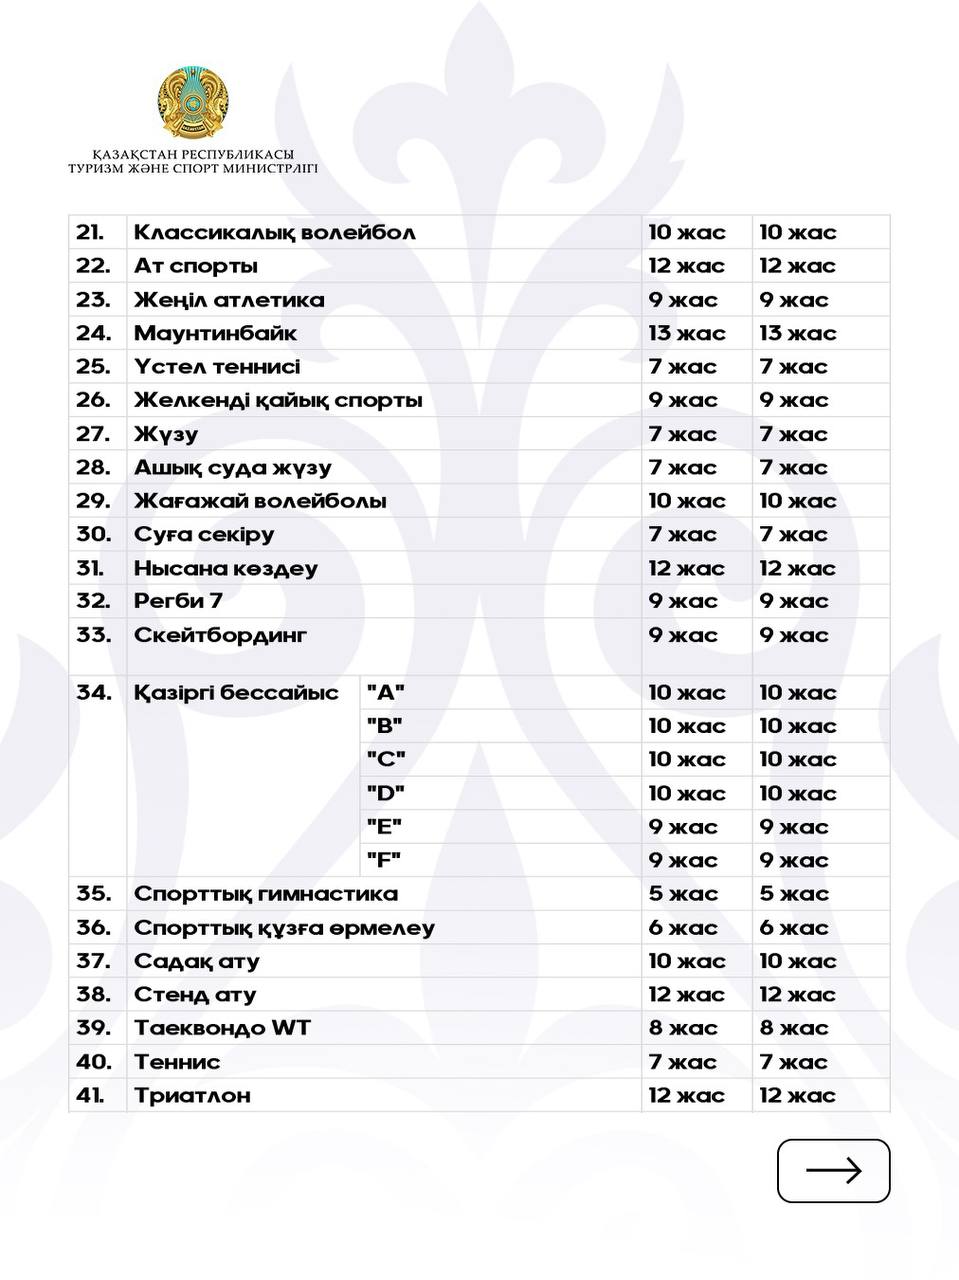 ҚАЗАҚСТАН РЕСПУБЛИКАСЫ
ТУРИЗМ ЖӘНЕ СПОРТ МИНИСТРЛІГІ
21. Классикалық волейбол 10 жас 10 жас
22. Ат спорты 12 жас 12 жас
23. Жеңіл атлетика 9 жас 9 жас
24. Маунтинбайк 13 жас 13 жас
25. Үстел теннисі 7 жас 7 жас
26. Желкенді қайық спорты 9 жас 9 жас
27. Жүзу 7 жас 7 жас
28. Ашық суда жүзу 7 жас 7 жас
29. Жағажай волейболы 10 жас 10 жас
30. Суға секіру 7 жас 7 жас
31. Нысана көздеу 12 жас 12 жас
32. Регби 7 9 жас 9 жас
33. Скейтбординг 9 жас 9 жас
34. Қазіргі бессайыс "A" 10 жас 10 жас
"B" 10 жас 10 жас
"C" 10 жас 10 жас
"D" 10 жас 10 жас
"E" 9 жас 9 жас
"F" 9 жас 9 жас
35. Спорттық гимнастика 5 жас 5 жас
36. Спорттық құзға өрмелеу 6 жас 6 жас
37. Садақ ату 10 жас 10 жас
38. Стенд ату 12 жас 12 жас
39. Таеквондо WT 8 жас 8 жас
40. Теннис 7 жас 7 жас
41. Триатлон 12 жас 12 жас